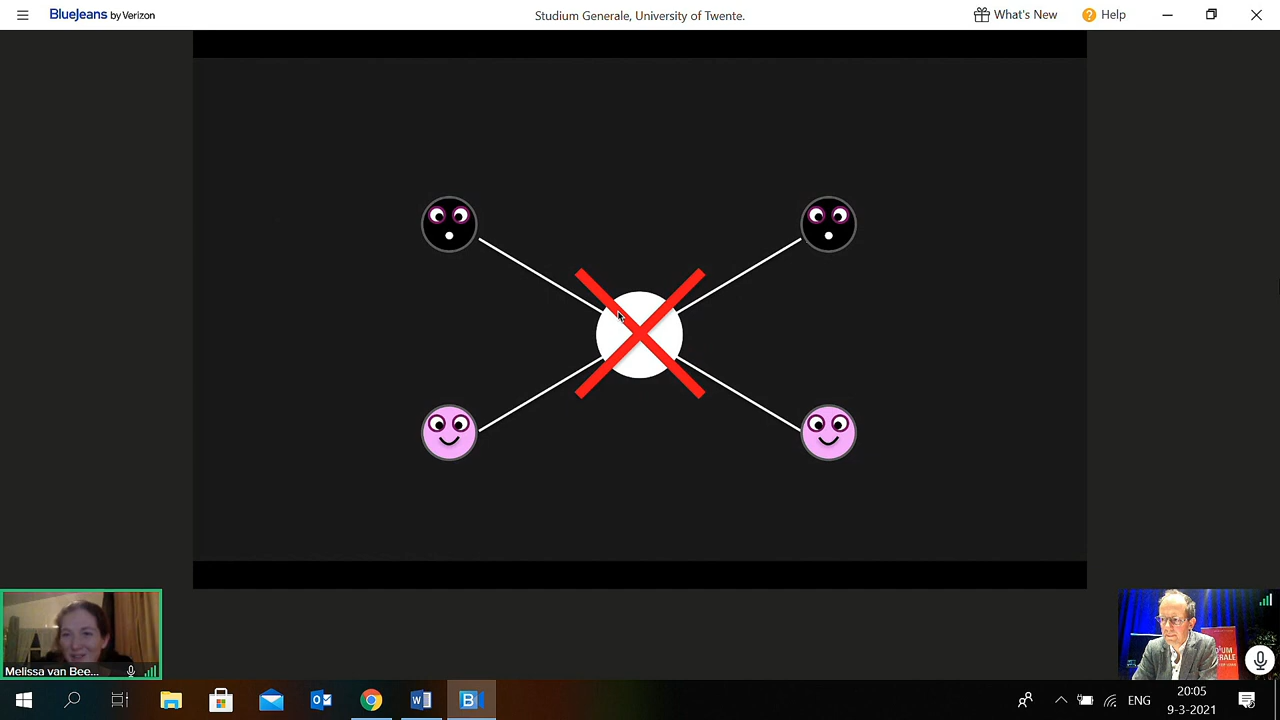 BlueJeans by Verizon
Studium Generale, University of Twente.
What's New
? Help
Melissa van Bee...
ENG
20:05
9-3-2021